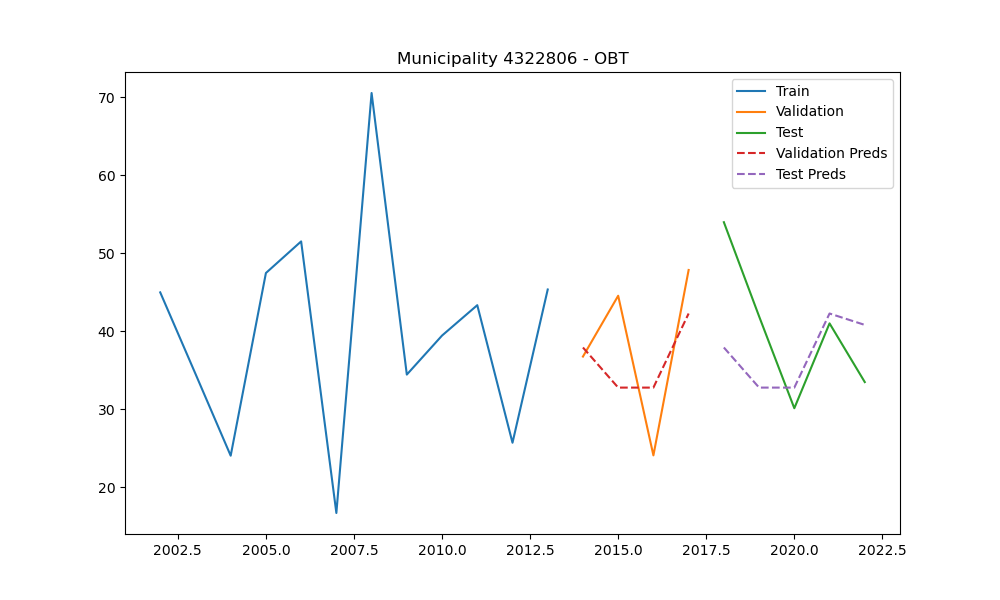 Municipality 4322806 - OBT
Train
Validation
Test
Validation Preds
Test Preds
70
60
50
40
30
20
2002.5 2005.0 2007.5 2010.0 2012.5 2015.0 2017.5 2020.0 2022.5